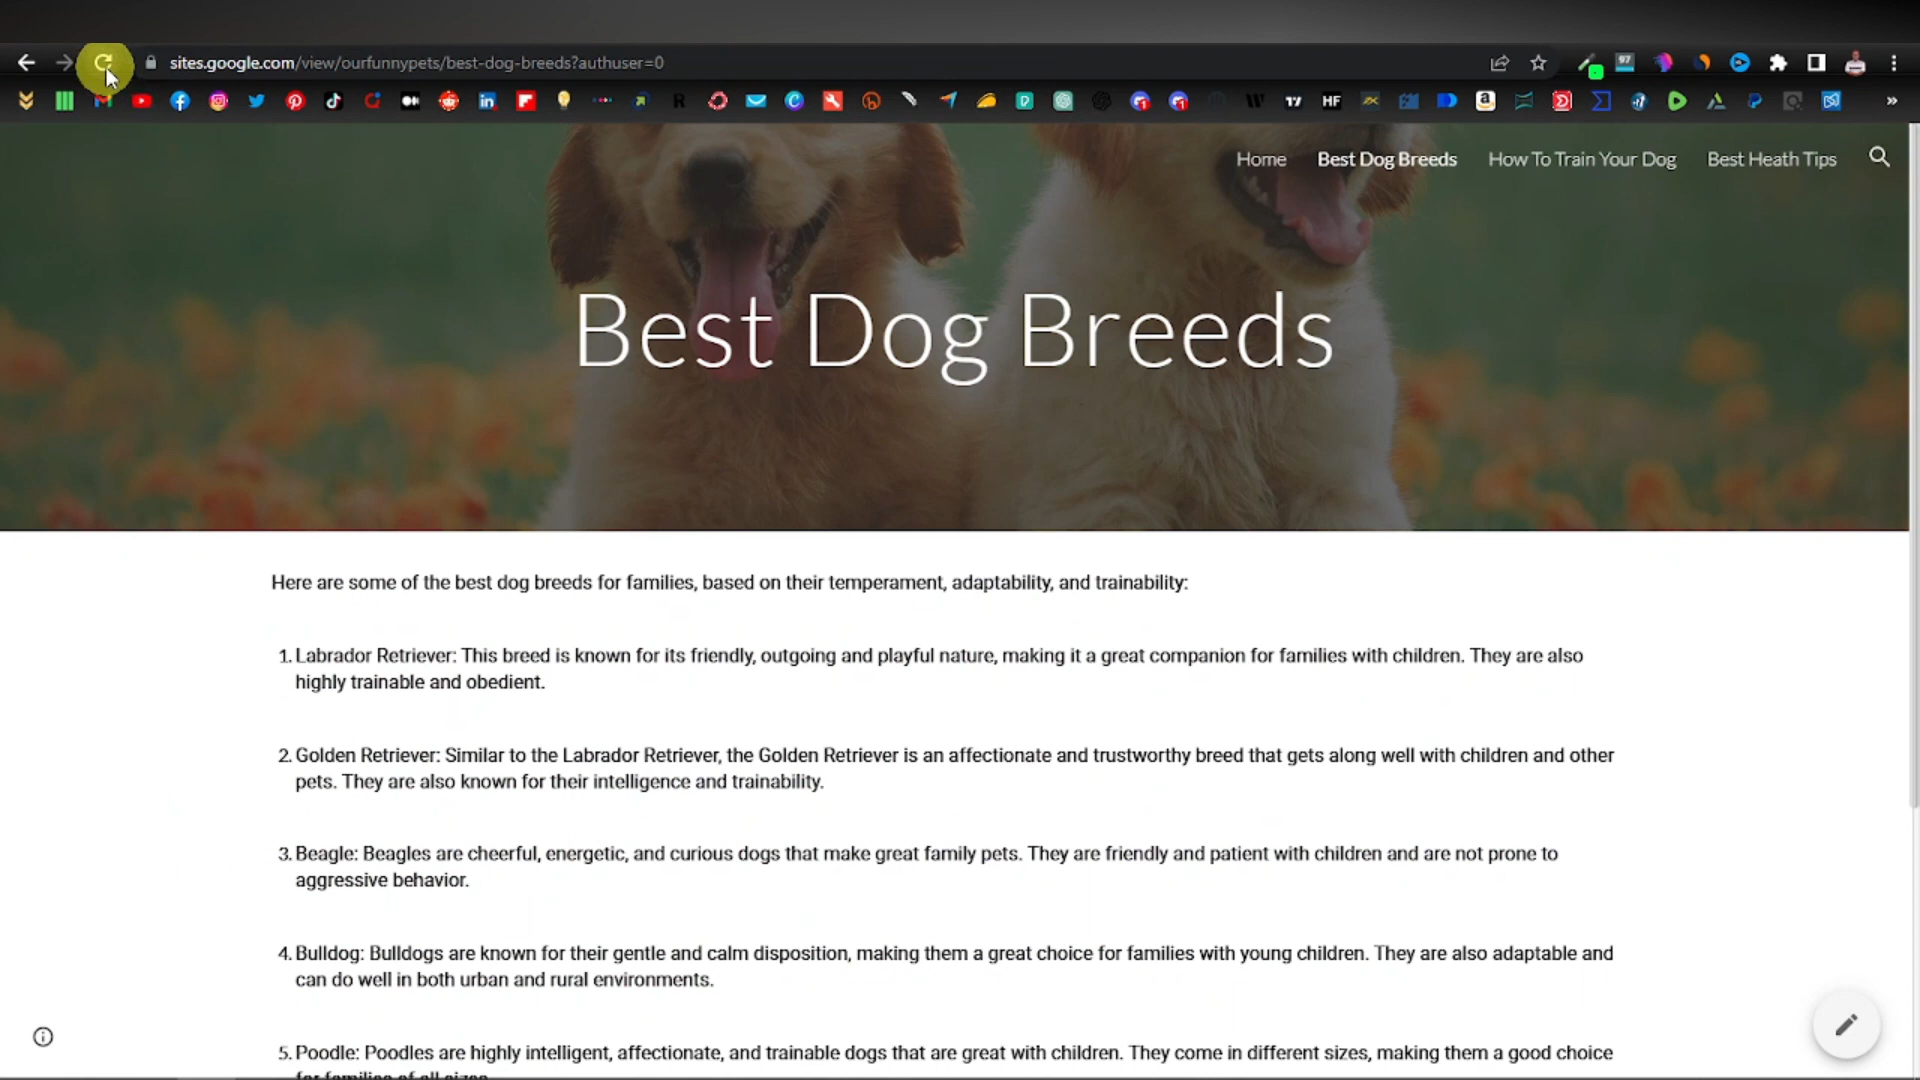 sites.google.com/view/ourfunnypets/best-dog-breeds?authuser=0
97
HF
Home Best Dog Breeds How To Train Your Dog Best Heath Tips
Best Dog Breeds
Here are some of the best dog breeds for families, based on their temperament, adaptability, and trainability:
1. Labrador Retriever: This breed is known for its friendly, outgoing and playful nature, making it a great companion for families with children. They are also
highly trainable and obedient.
2. Golden Retriever: Similar to the Labrador Retriever, the Golden Retriever is an affectionate and trustworthy breed that gets along well with children and other
pets. They are also known for their intelligence and trainability.
3. Beagle: Beagles are cheerful, energetic, and curious dogs that make great family pets. They are friendly and patient with children and are not prone to
aggressive behavior.
4. Bulldog: Bulldogs are known for their gentle and calm disposition, making them a great choice for families with young children. They are also adaptable and
can do well in both urban and rural environments.
5. Poodle: Poodles are highly intelligent, affectionate, and trainable dogs that are great with children. They come in different sizes, making them a good choice
for families of all sizes.